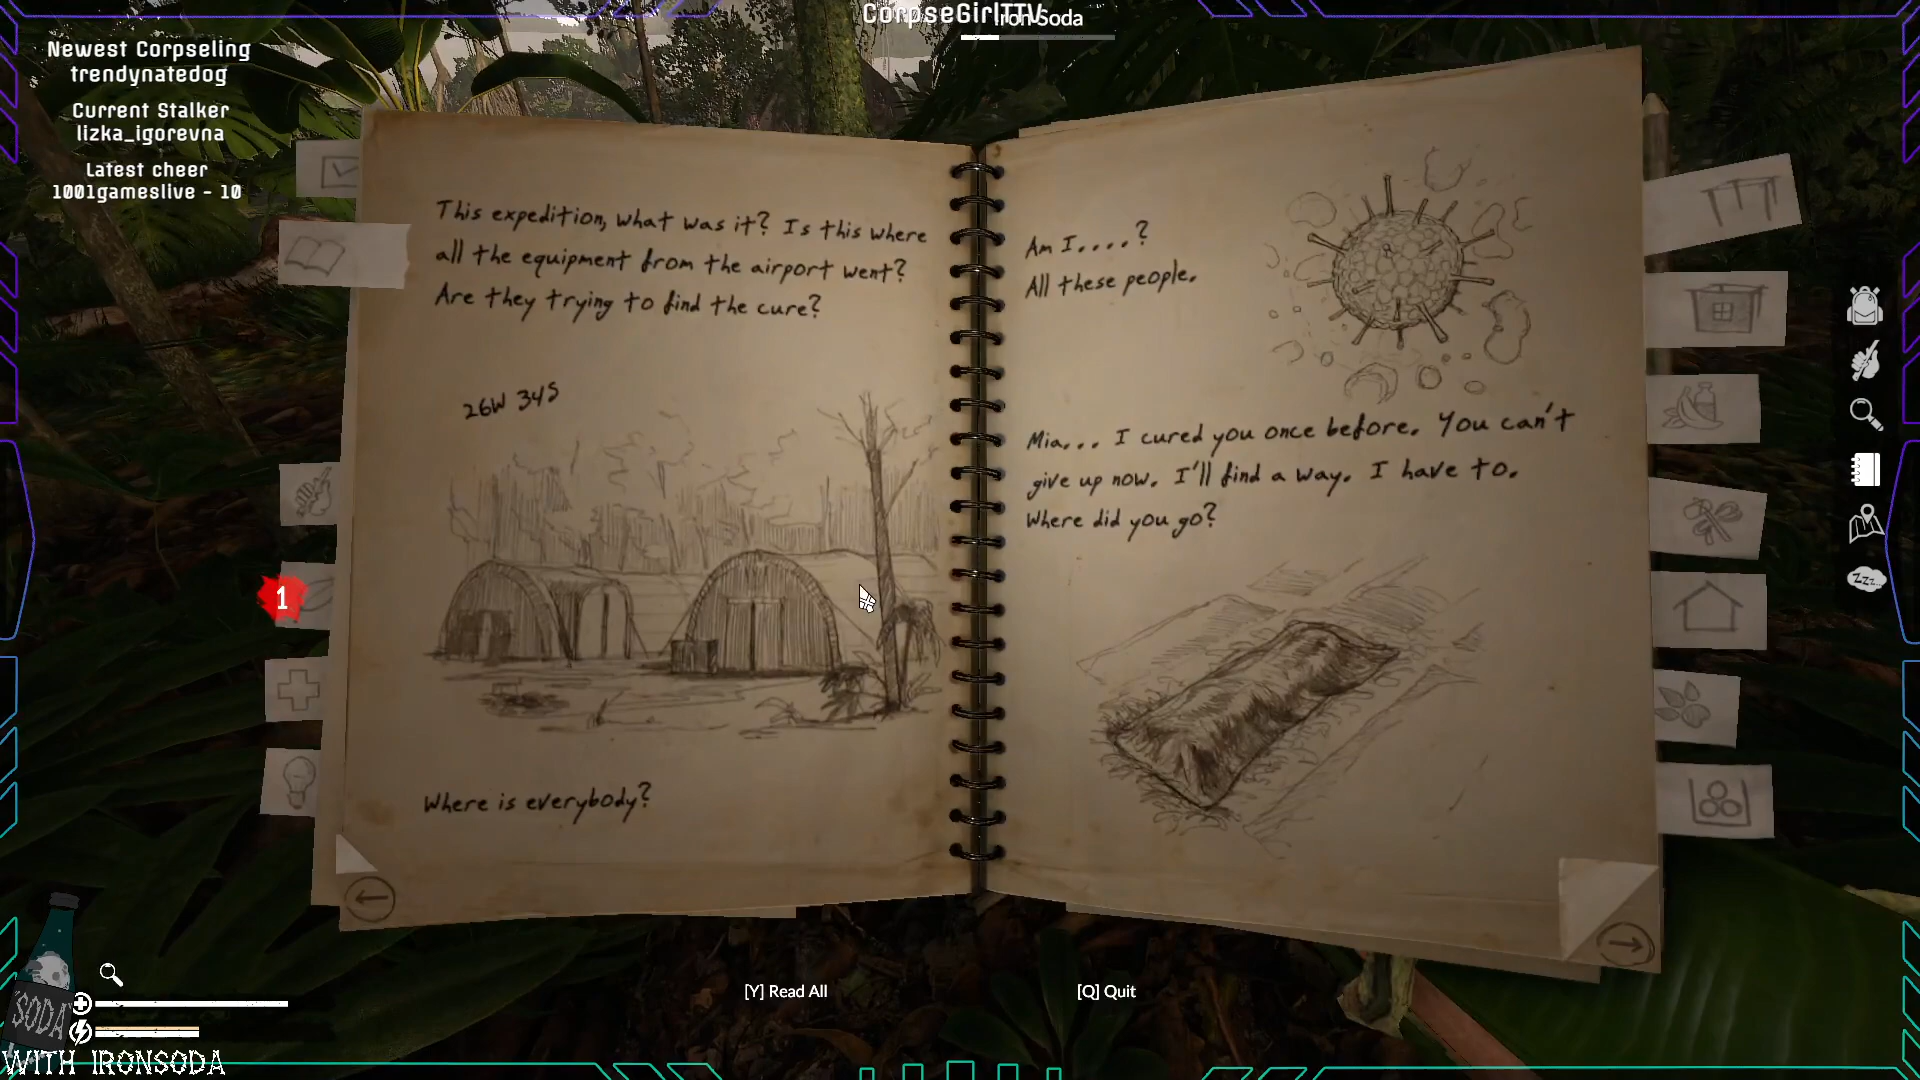 CorpseGirlTTV
Iron Soda
Newest Corpseling
trendynatedog
Current Stalker
lizka_igorevna
Latest cheer
1001gameslive - 10
This expedition, what was it? Is this where
all the equipment from the airport went?
Are they trying to find the cure?
26W 34S
Where is everybody?
Am I....?
All these people.
Mia... I cured you once before. You can't
give up now. I'll find a way. I have to.
Where did you go?
1
Zzz..
[Y] Read All
[Q] Quit
SODA
WITH IRONSODA